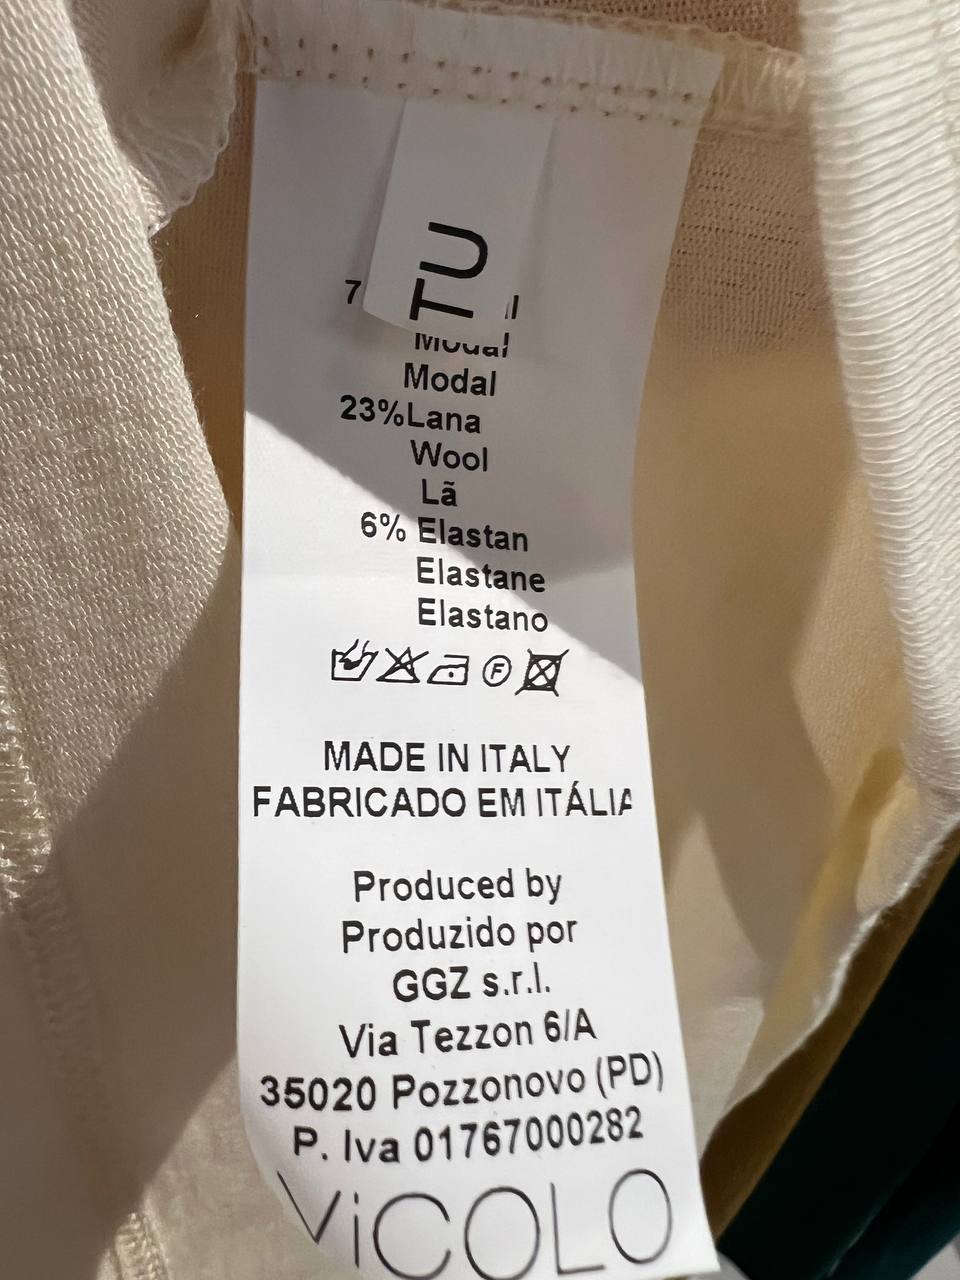 TU
Modal
Modal
23%Lana
Wool
Lã
6% Elastan
Elastane
Elastano
F
MADE IN ITALY
FABRICADO EM ITÁLIA
Produced by
Produzido por
GGZ s.r.l.
Via Tezzon 6/A
35020 Pozzonovo (PD)
P. Iva 01767000282
ViCOLO